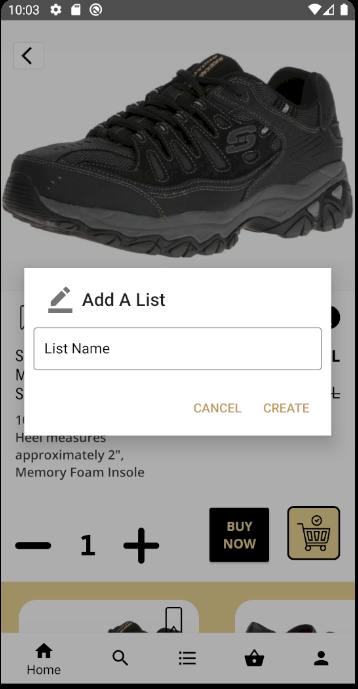 10:03
Add A List
List Name
CANCEL
CREATE
S
L
M
S
L
10
Heel measures
approximately 2",
Memory Foam Insole
1
BUY
NOW
Home